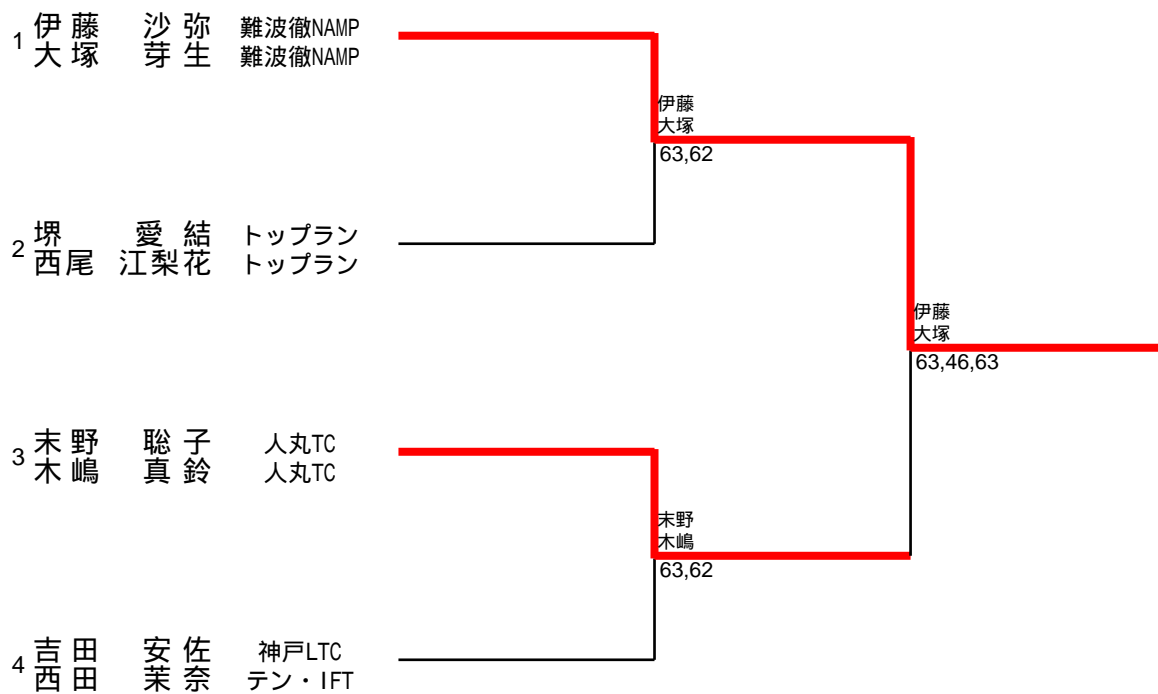 1 伊藤 沙弥 難波徹NAMP
大塚 芽生 難波徹NAMP
伊藤
大塚
63,62
2 堺 愛結 トップラン
西尾 江梨花 トップラン
伊藤
大塚
63,46,63
3 末野 聡子 人丸TC
木嶋 真鈴 人丸TC
末野
木嶋
63,62
4 吉田 安佐 神戸LTC
西田 茉奈 テン・IFT